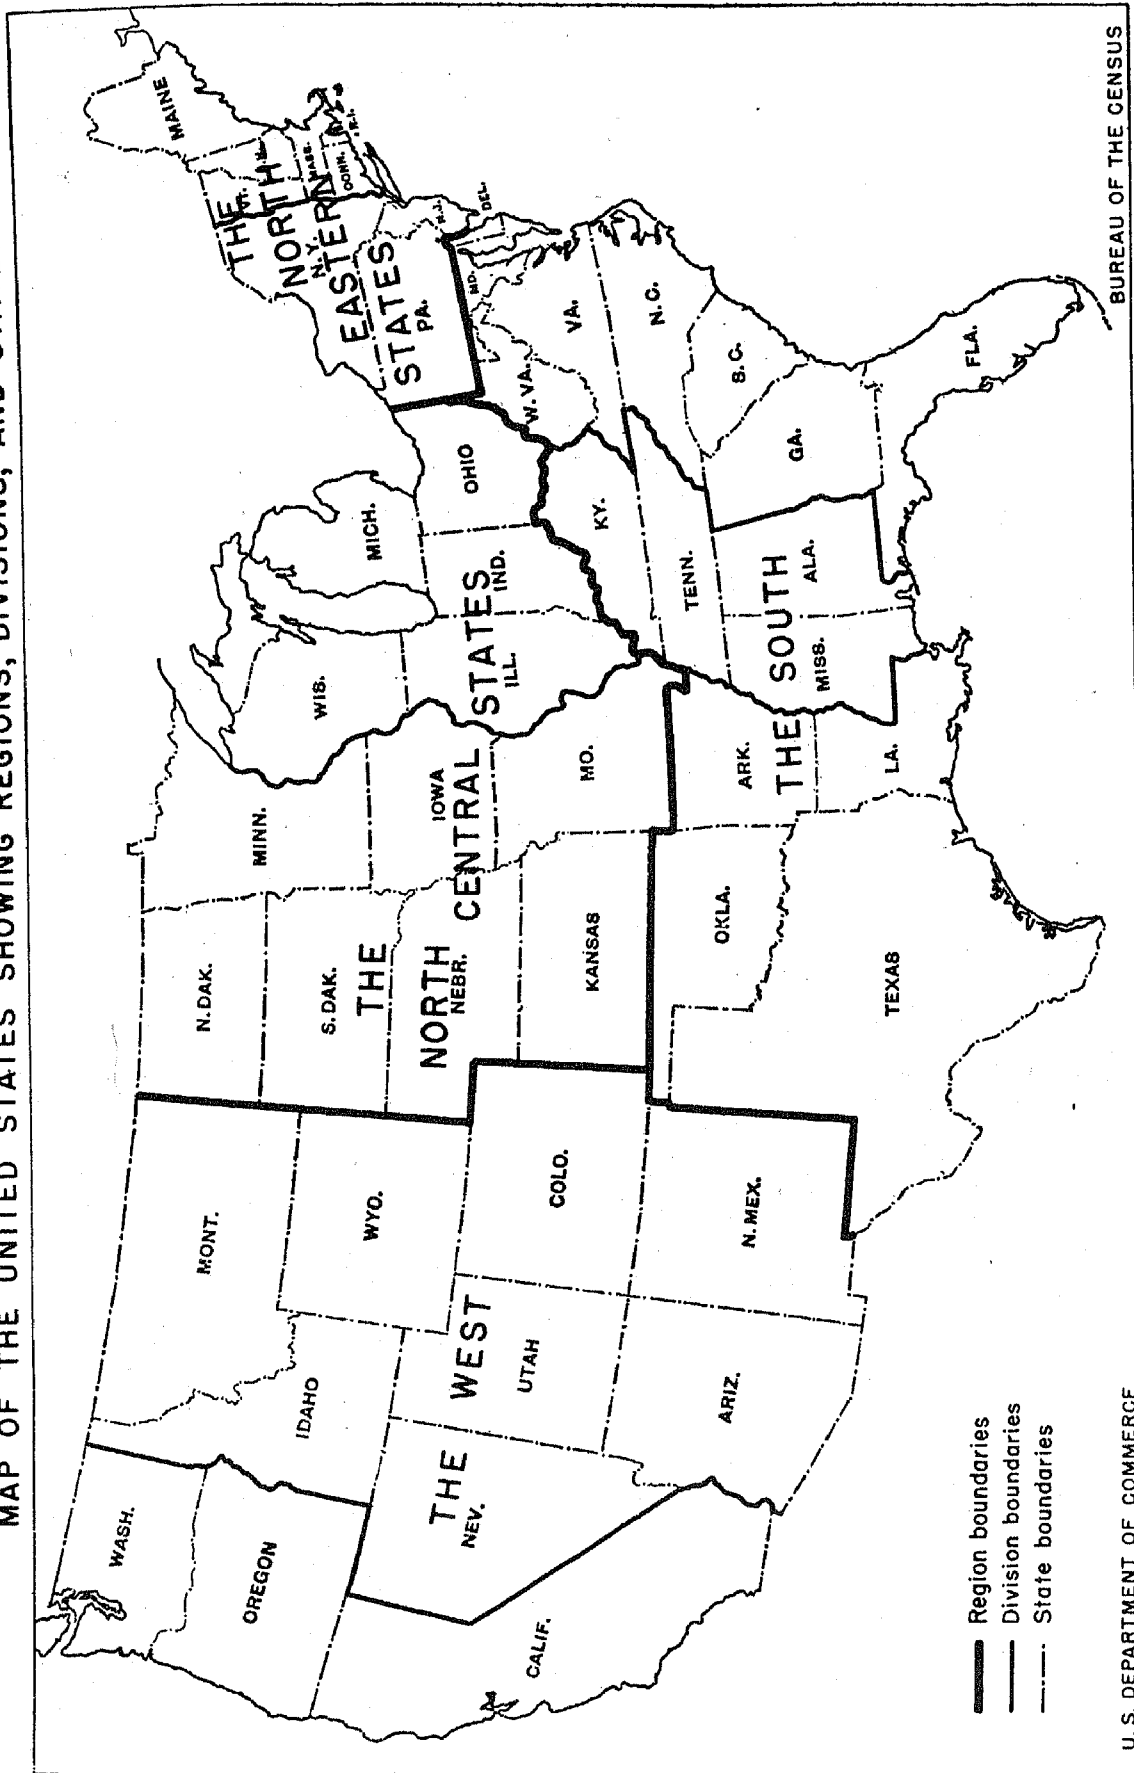 MAP OF THE UNITED STATES SHOWING REGIONS, DIVISIONS, AND
WASH.
OREGON
CALIF.
THE
WEST
NEV.
IDAHO
UTAH
ARIZ.
MONT.
WYO.
COLO.
N. MEX.
THE
NORTH
CENTRAL
STATES
N. DAK.
S. DAK.
NEBR.
KANSAS
MINN.
IOWA
MO.
WIS.
ILL.
MICH.
IND.
OHIO
THE SOUTH
TEXAS
OKLA.
ARK.
LA.
MISS.
ALA.
TENN.
KY.
GA.
FLA.
S.C.
N.C.
VA.
W. VA.
MD.
DEL.
THE
NORTH
EASTERN
STATES
PA.
N.J.
N.Y.
CONN.
R.I.
MASS.
VT.
MAINE
Region boundaries
Division boundaries
State boundaries
U.S. DEPARTMENT OF COMMERCE
BUREAU OF THE CENSUS